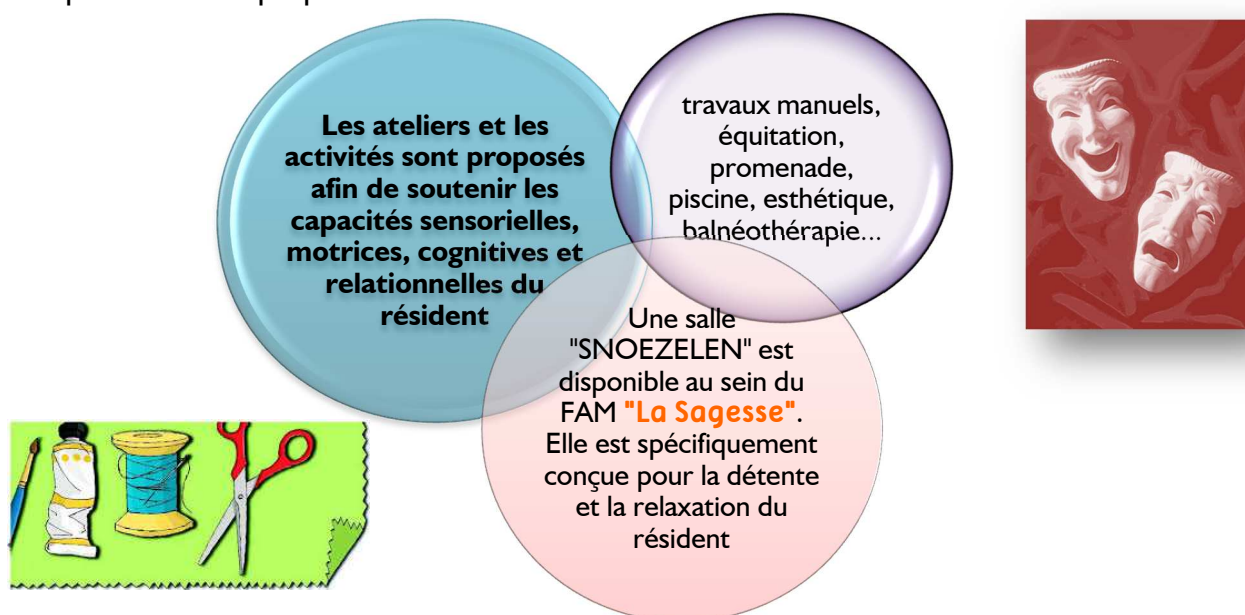 Les ateliers et les
activités sont proposés
afin de soutenir les
capacités sensorielles,
motrices, cognitives et
relationnelles du
résident
travaux manuels,
équitation,
promenade,
piscine, esthétique,
balnéothérapie...
Une salle
"SNOEZELEN" est
disponible au sein du
FAM "La Sagesse".
Elle est spécifiquement
conçue pour la détente
et la relaxation du
résident